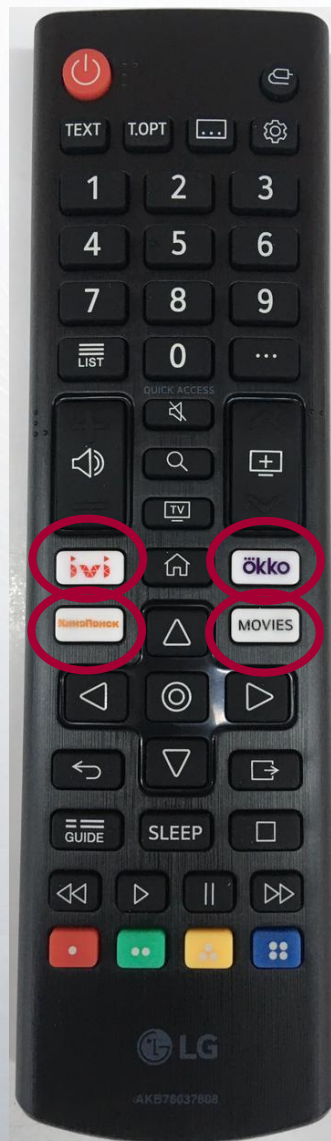 TEXT T.OPT ...
1 2 3
4 5 6
7 8 9
LIST 0 ...
QUICK ACCESS
TV
ivi ökko
КиноПоиск MOVIES
GUIDE SLEEP
LG
AKB76037608